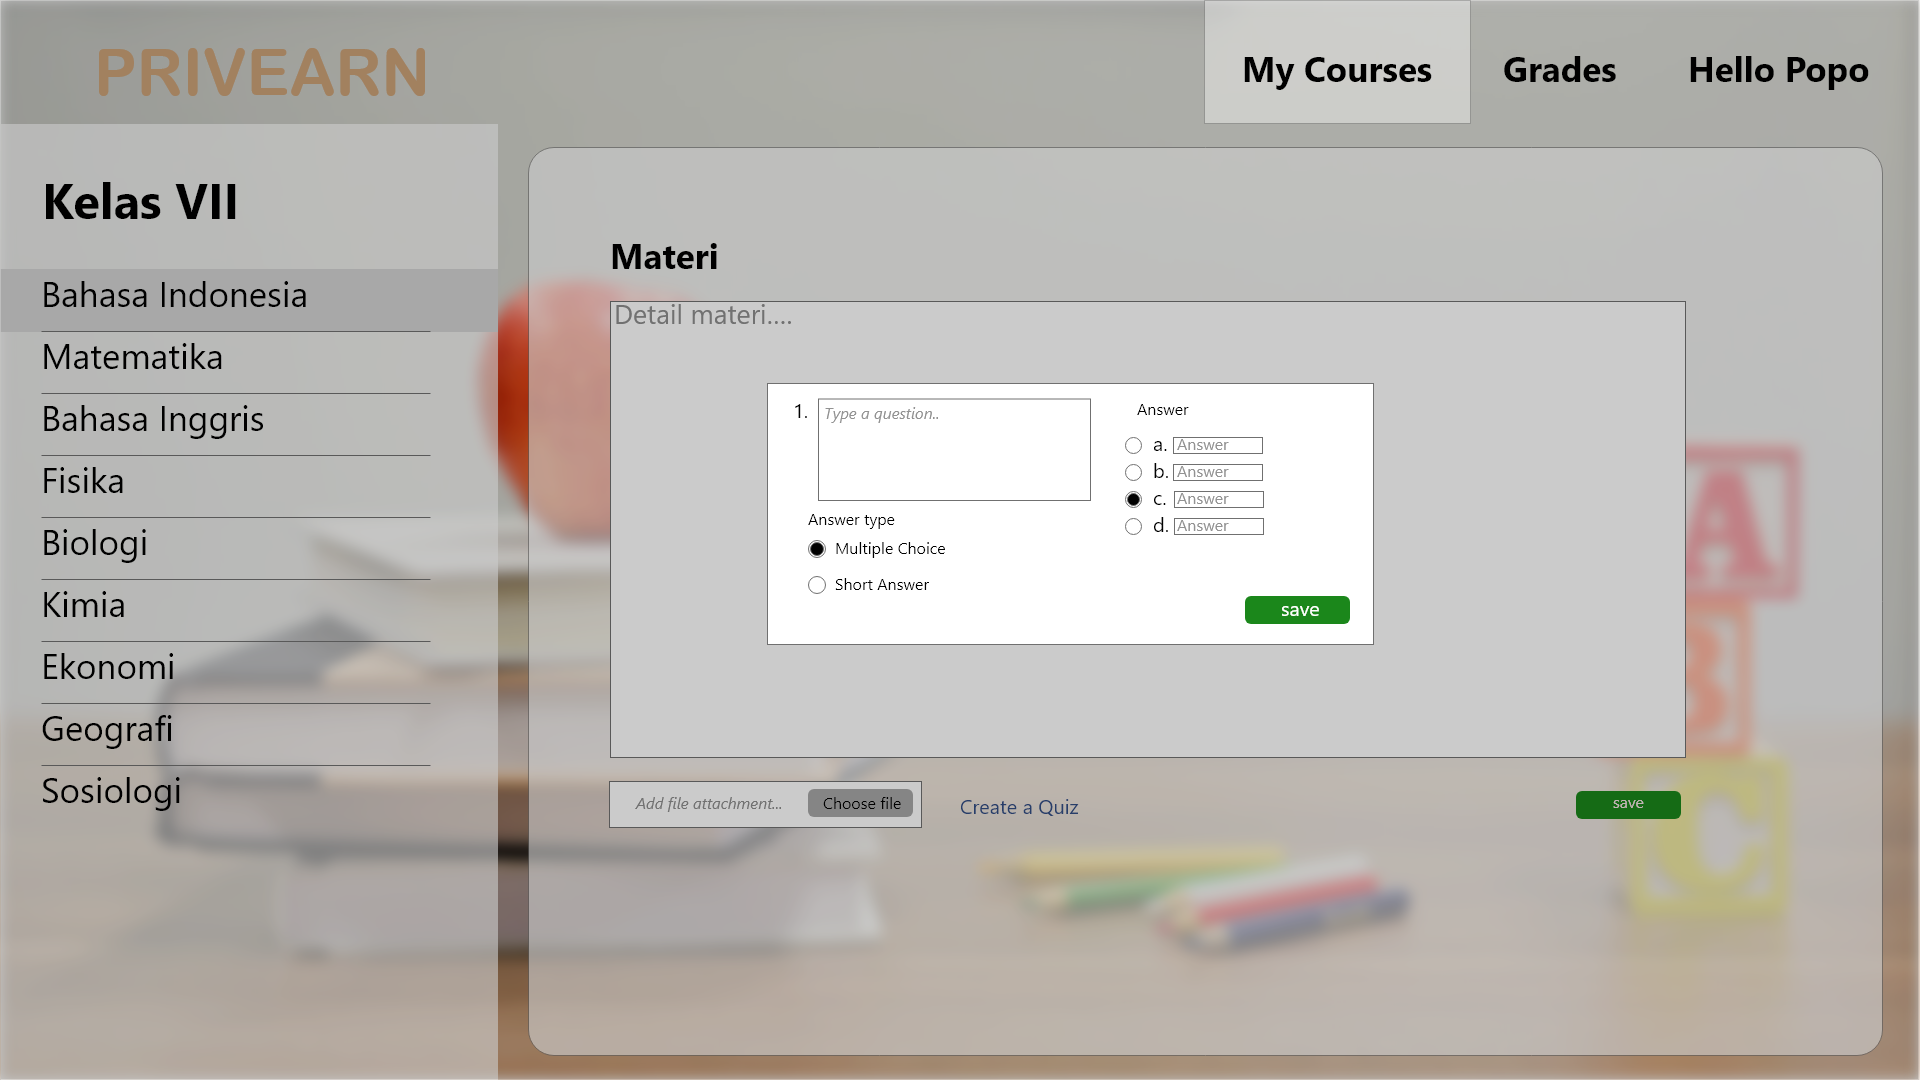 PRIVEARN
My Courses
Grades
Hello Popo
Kelas VII
Bahasa Indonesia
Matematika
Bahasa Inggris
Fisika
Biologi
Kimia
Ekonomi
Geografi
Sosiologi
Materi
Detail materi....
1.
Type a question..
Answer type
Multiple Choice
Short Answer
Answer
a. Answer
b. Answer
c. Answer
d. Answer
save
Add file attachment...
Choose file
Create a Quiz
save
A
B
C